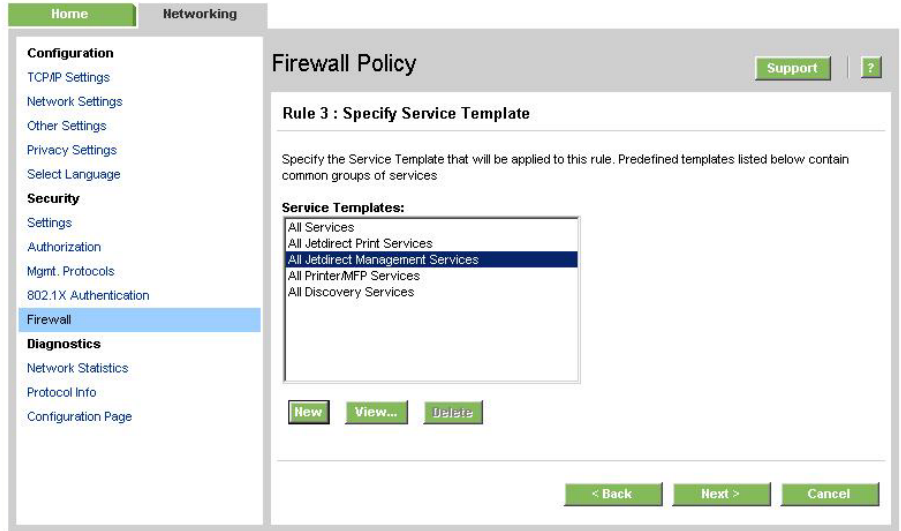 Home
Networking
Configuration
TCP/IP Settings
Network Settings
Other Settings
Privacy Settings
Select Language
Security
Settings
Authorization
Mgmt. Protocols
802.1X Authentication
Firewall
Diagnostics
Network Statistics
Protocol Info
Configuration Page
Firewall Policy
Support
?
Rule 3 : Specify Service Template
Specify the Service Template that will be applied to this rule. Predefined templates listed below contain
common groups of services
Service Templates:
All Services
All Jetdirect Print Services
All Jetdirect Management Services
All Printer/MFP Services
All Discovery Services
New
View...
Delete
< Back
Next >
Cancel